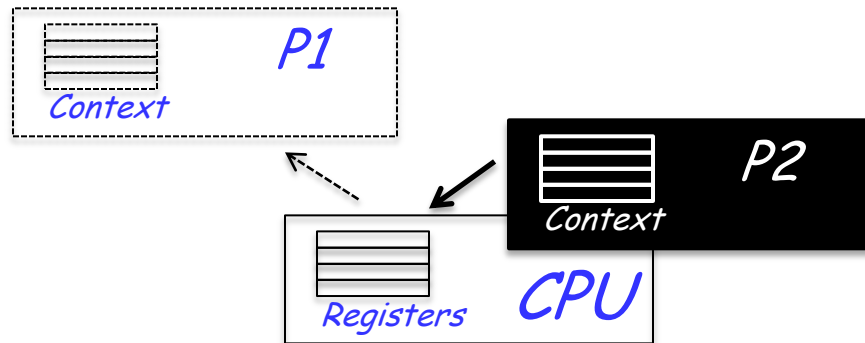 P1
Context
P2
Context
CPU
Registers